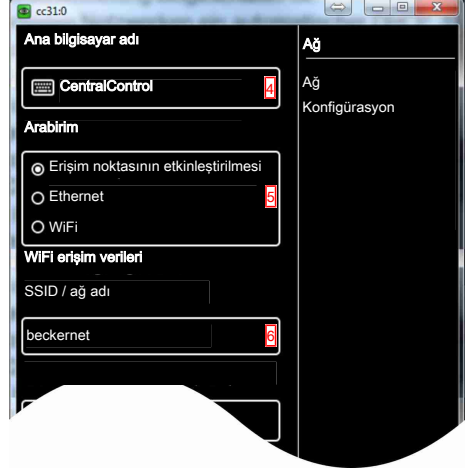 cc31:0
Ana bilgisayar adı
CentralControl
4
Arabirim
Erişim noktasının etkinleştirilmesi
Ethernet
5
WiFi
WiFi erişim verileri
SSID / ağ adı
beckernet
6
Ağ
Ağ
Konfigürasyon